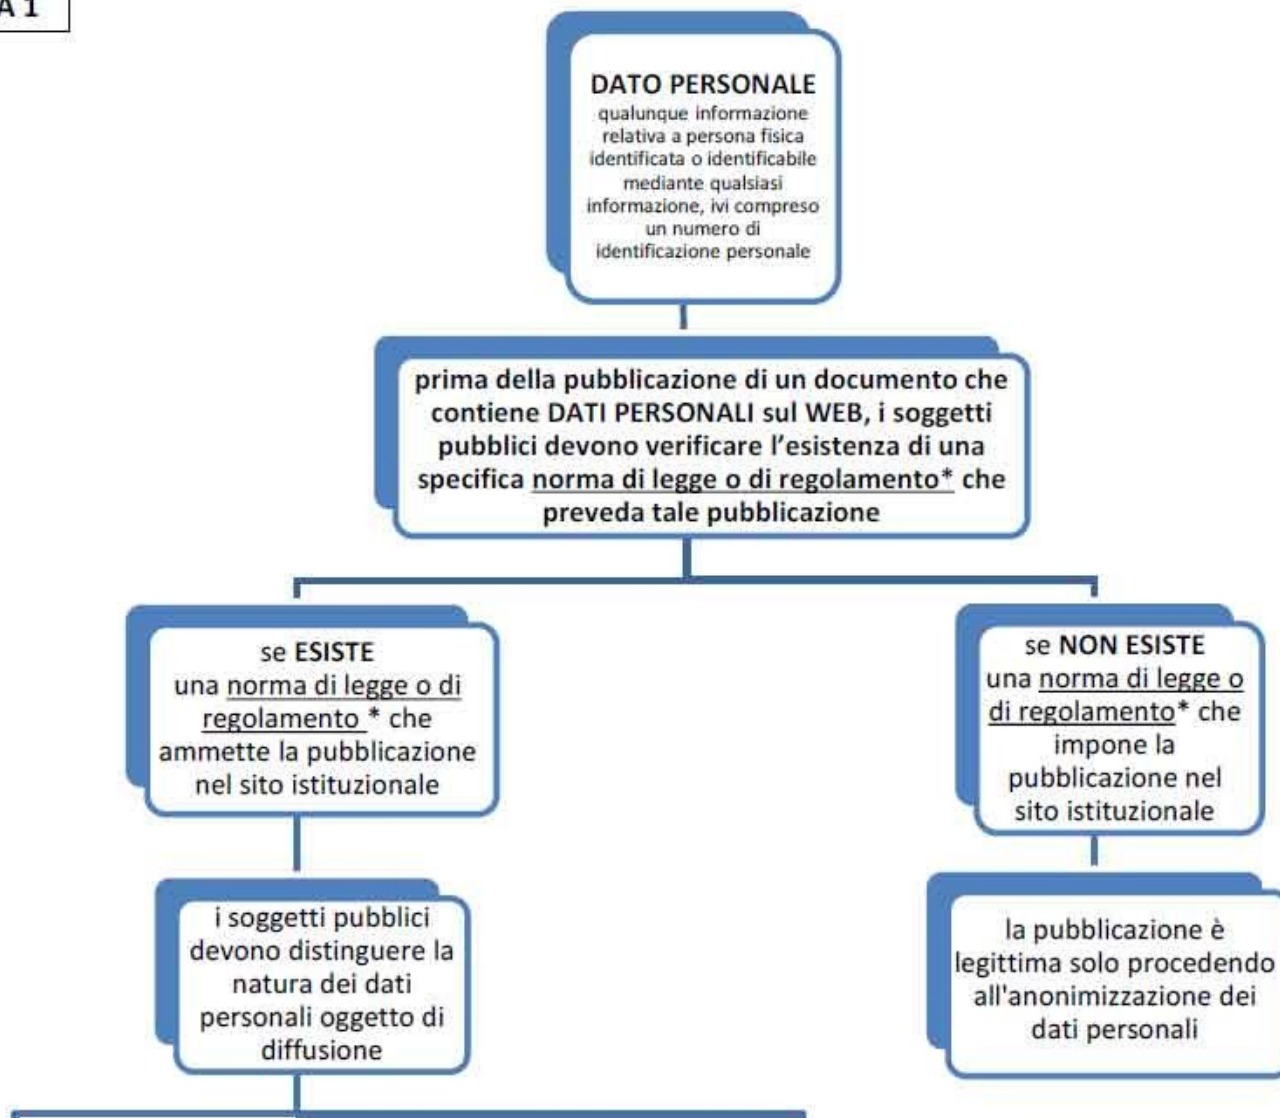 A 1
DATO PERSONALE
qualunque informazione
relativa a persona fisica
identificata o identificabile
mediante qualsiasi
informazione, ivi compreso
un numero di
identificazione personale
prima della pubblicazione di un documento che
contiene DATI PERSONALI sul WEB, i soggetti
pubblici devono verificare l'esistenza di una
specifica norma di legge o di regolamento* che
preveda tale pubblicazione
se ESISTE
una norma di legge o di
regolamento * che
ammette la pubblicazione
nel sito istituzionale
se NON ESISTE
una norma di legge o
di regolamento* che
impone la
pubblicazione nel
sito istituzionale
i soggetti pubblici
devono distinguere la
natura dei dati
personali oggetto di
diffusione
la pubblicazione è
legittima solo procedendo
all'anonimizzazione dei
dati personali